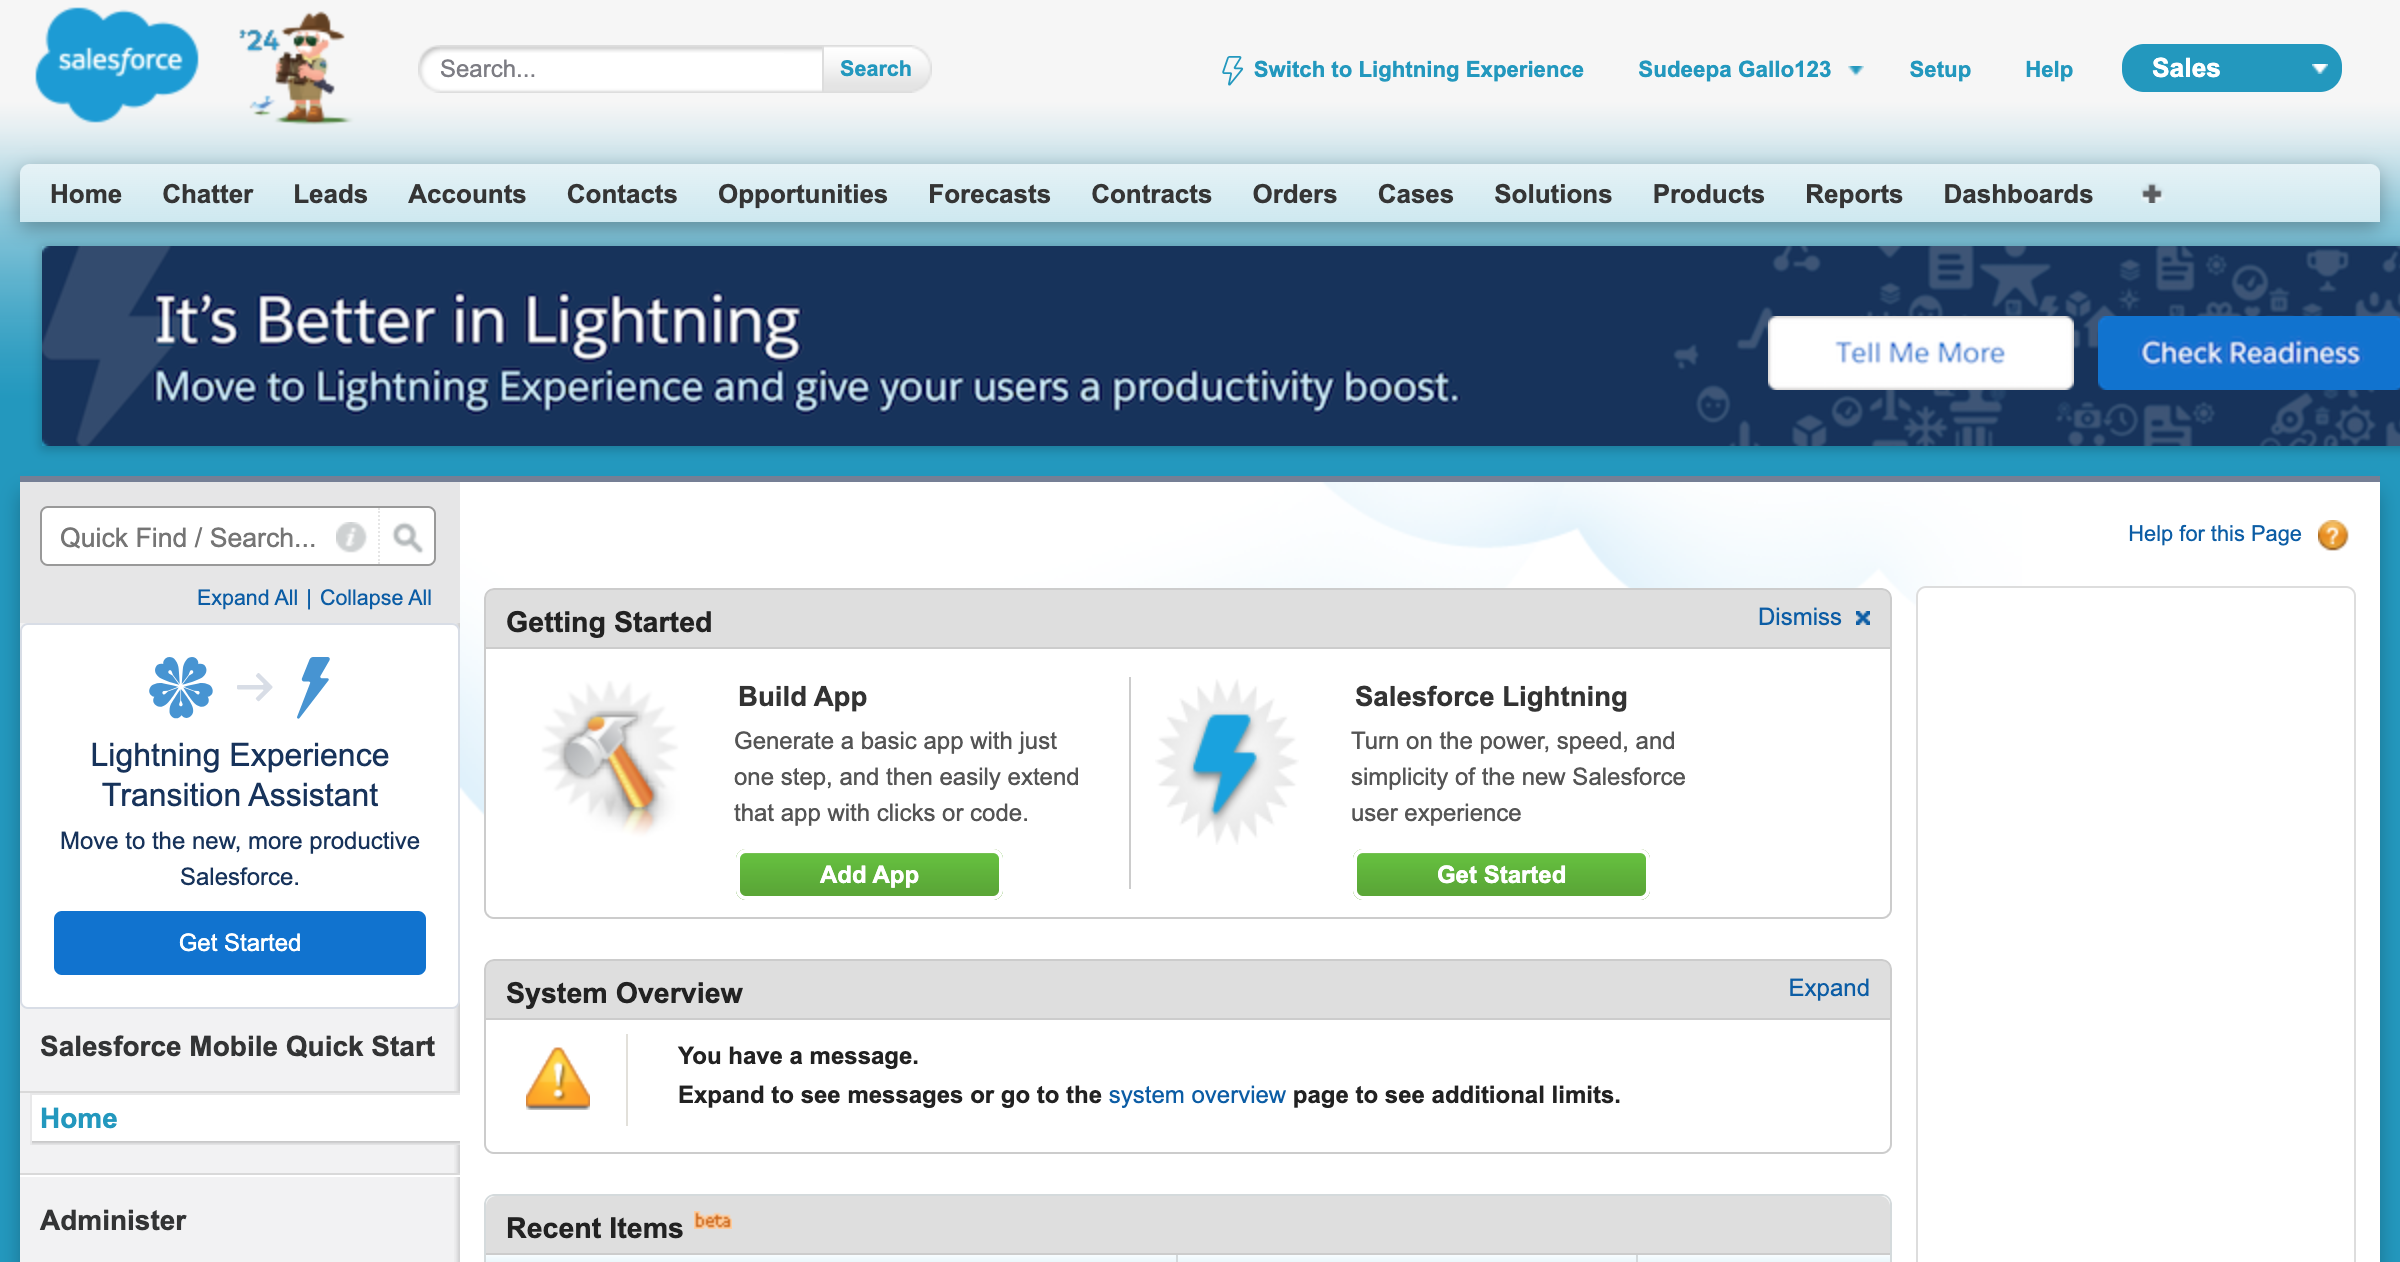 salesforce
'24
Search...
Search
Switch to Lightning Experience
Sudeepa Gallo123
Setup
Help
Sales
Home Chatter Leads Accounts Contacts Opportunities Forecasts Contracts Orders Cases Solutions Products Reports Dashboards
It's Better in Lightning
Move to Lightning Experience and give your users a productivity boost.
Tell Me More
Check Readiness
Quick Find / Search...
Expand All | Collapse All
Lightning Experience
Transition Assistant
Move to the new, more productive
Salesforce.
Get Started
Salesforce Mobile Quick Start
Home
Administer
Help for this Page
Getting Started
Dismiss
Build App
Generate a basic app with just
one step, and then easily extend
that app with clicks or code.
Add App
Salesforce Lightning
Turn on the power, speed, and
simplicity of the new Salesforce
user experience
Get Started
System Overview
Expand
You have a message.
Expand to see messages or go to the system overview page to see additional limits.
Recent Items beta